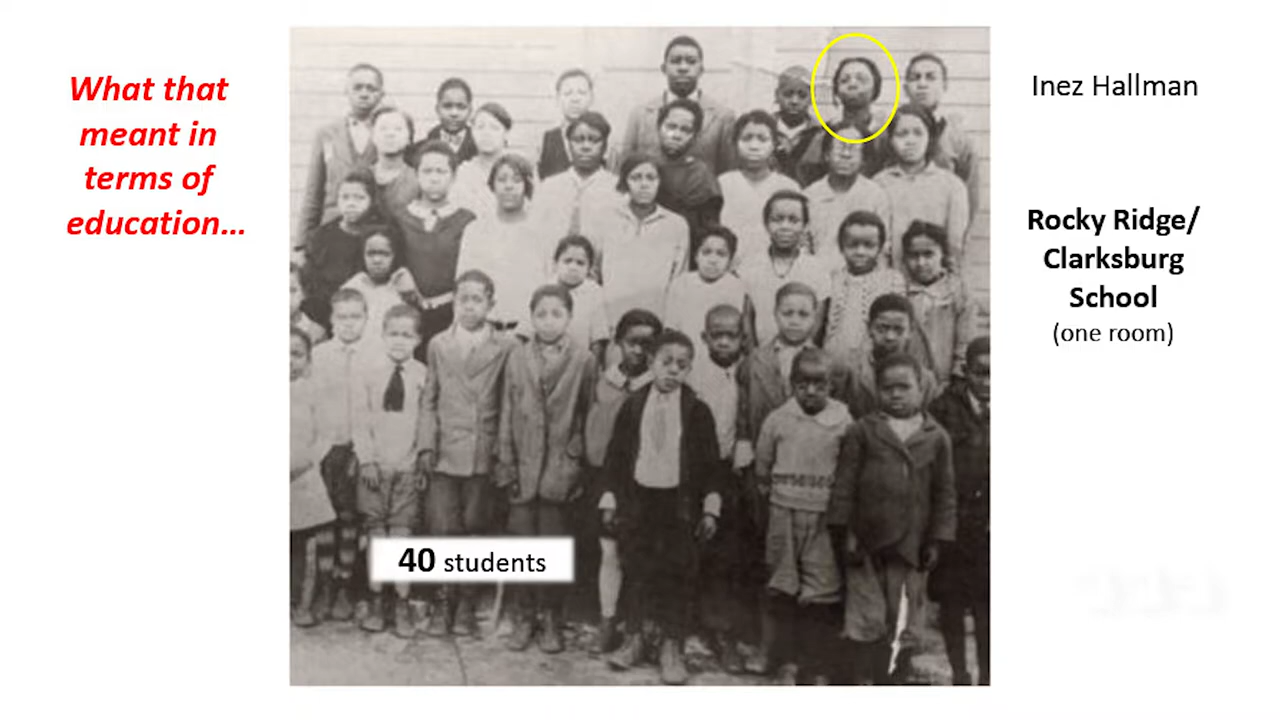 What that
meant in
terms of
education...
Inez Hallman
Rocky Ridge/
Clarksburg
School
(one room)
40 students